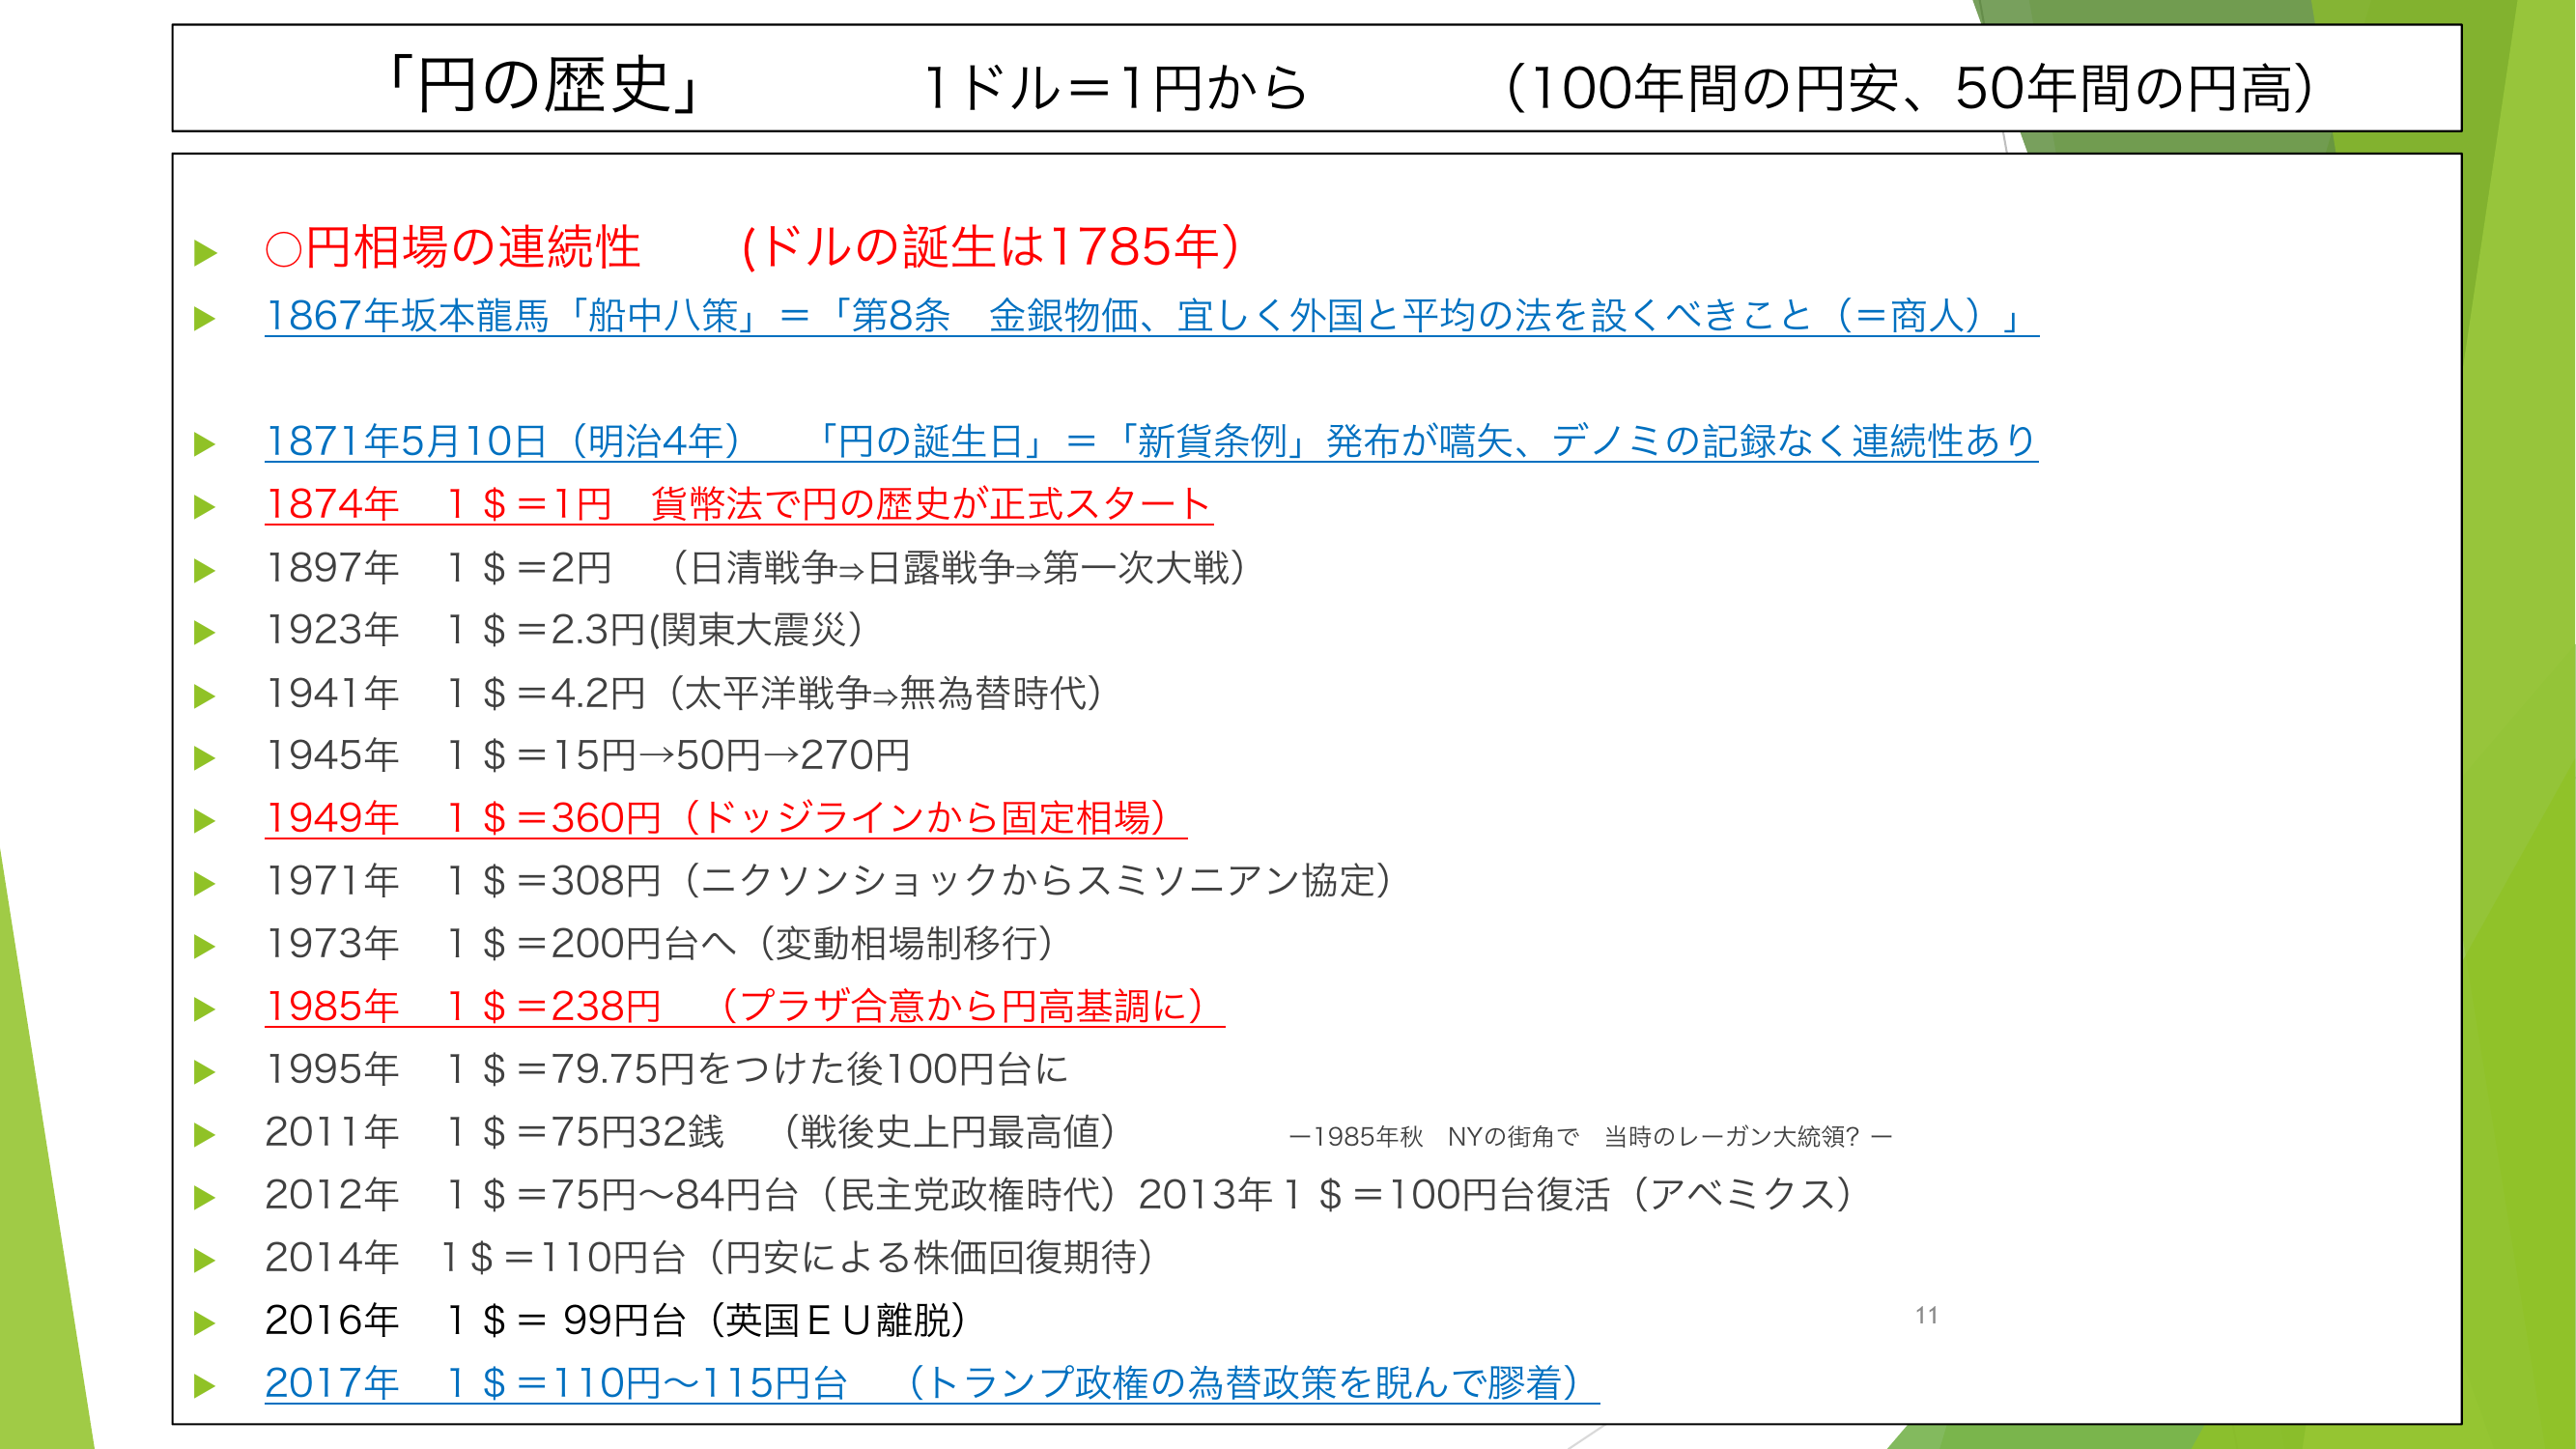 「円の歴史」　　　1ドル＝1円から　　　（100年間の円安、50年間の円高）
○円相場の連続性　　(ドルの誕生は1785年）
1867年坂本龍馬「船中八策」＝「第8条　金銀物価、宜しく外国と平均の法を設くべきこと（＝商人）」
1871年5月10日（明治4年）　「円の誕生日」＝「新貨条例」発布が嚆矢、デノミの記録なく連続性あり
1874年　１＄＝1円　貨幣法で円の歴史が正式スタート
1897年　１＄＝2円　（日清戦争⇒日露戦争⇒第一次大戦）
1923年　１＄＝2.3円(関東大震災）
1941年　１＄＝4.2円（太平洋戦争⇒無為替時代）
1945年　１＄＝15円→50円→270円
1949年　１＄＝360円（ドッジラインから固定相場）
1971年　１＄＝308円（ニクソンショックからスミソニアン協定）
1973年　１＄＝200円台へ（変動相場制移行）
1985年　１＄＝238円　（プラザ合意から円高基調に）
1995年　１＄＝79.75円をつけた後100円台に
2011年　１＄＝75円32銭　（戦後史上円最高値）　　　　－1985年秋　NYの街角で　当時のレーガン大統領? －
2012年　１＄＝75円～84円台（民主党政権時代）2013年１＄＝100円台復活（アベミクス）
2014年　1＄＝110円台（円安による株価回復期待）
2016年　１＄＝ 99円台（英国ＥＵ離脱）
11
2017年　１＄＝110円～115円台　（トランプ政権の為替政策を睨んで膠着）